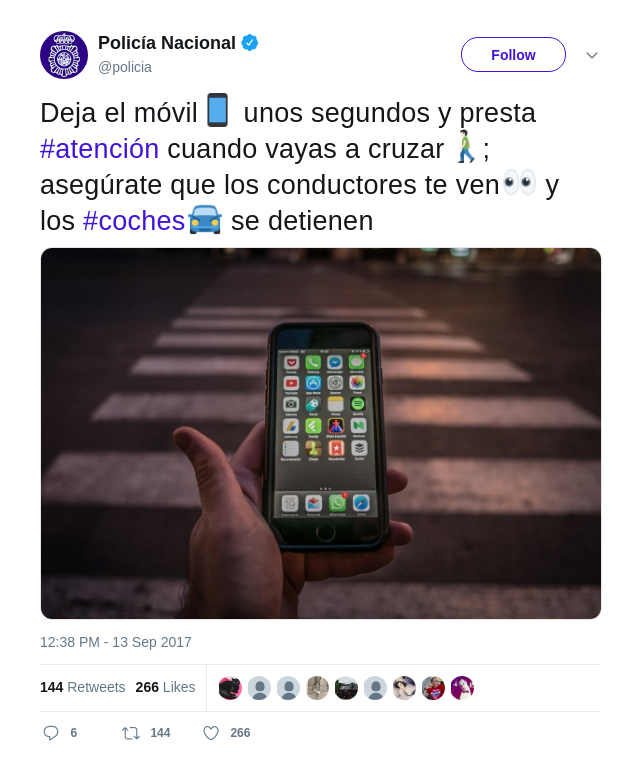 Policía Nacional
@policia
Follow
Deja el móvil📱 unos segundos y presta
#atención cuando vayas a cruzar🚶;
asegúrate que los conductores te ven👀 y
los #coches🚘 se detienen
12:38 PM - 13 Sep 2017
144 Retweets 266 Likes
6 144 266